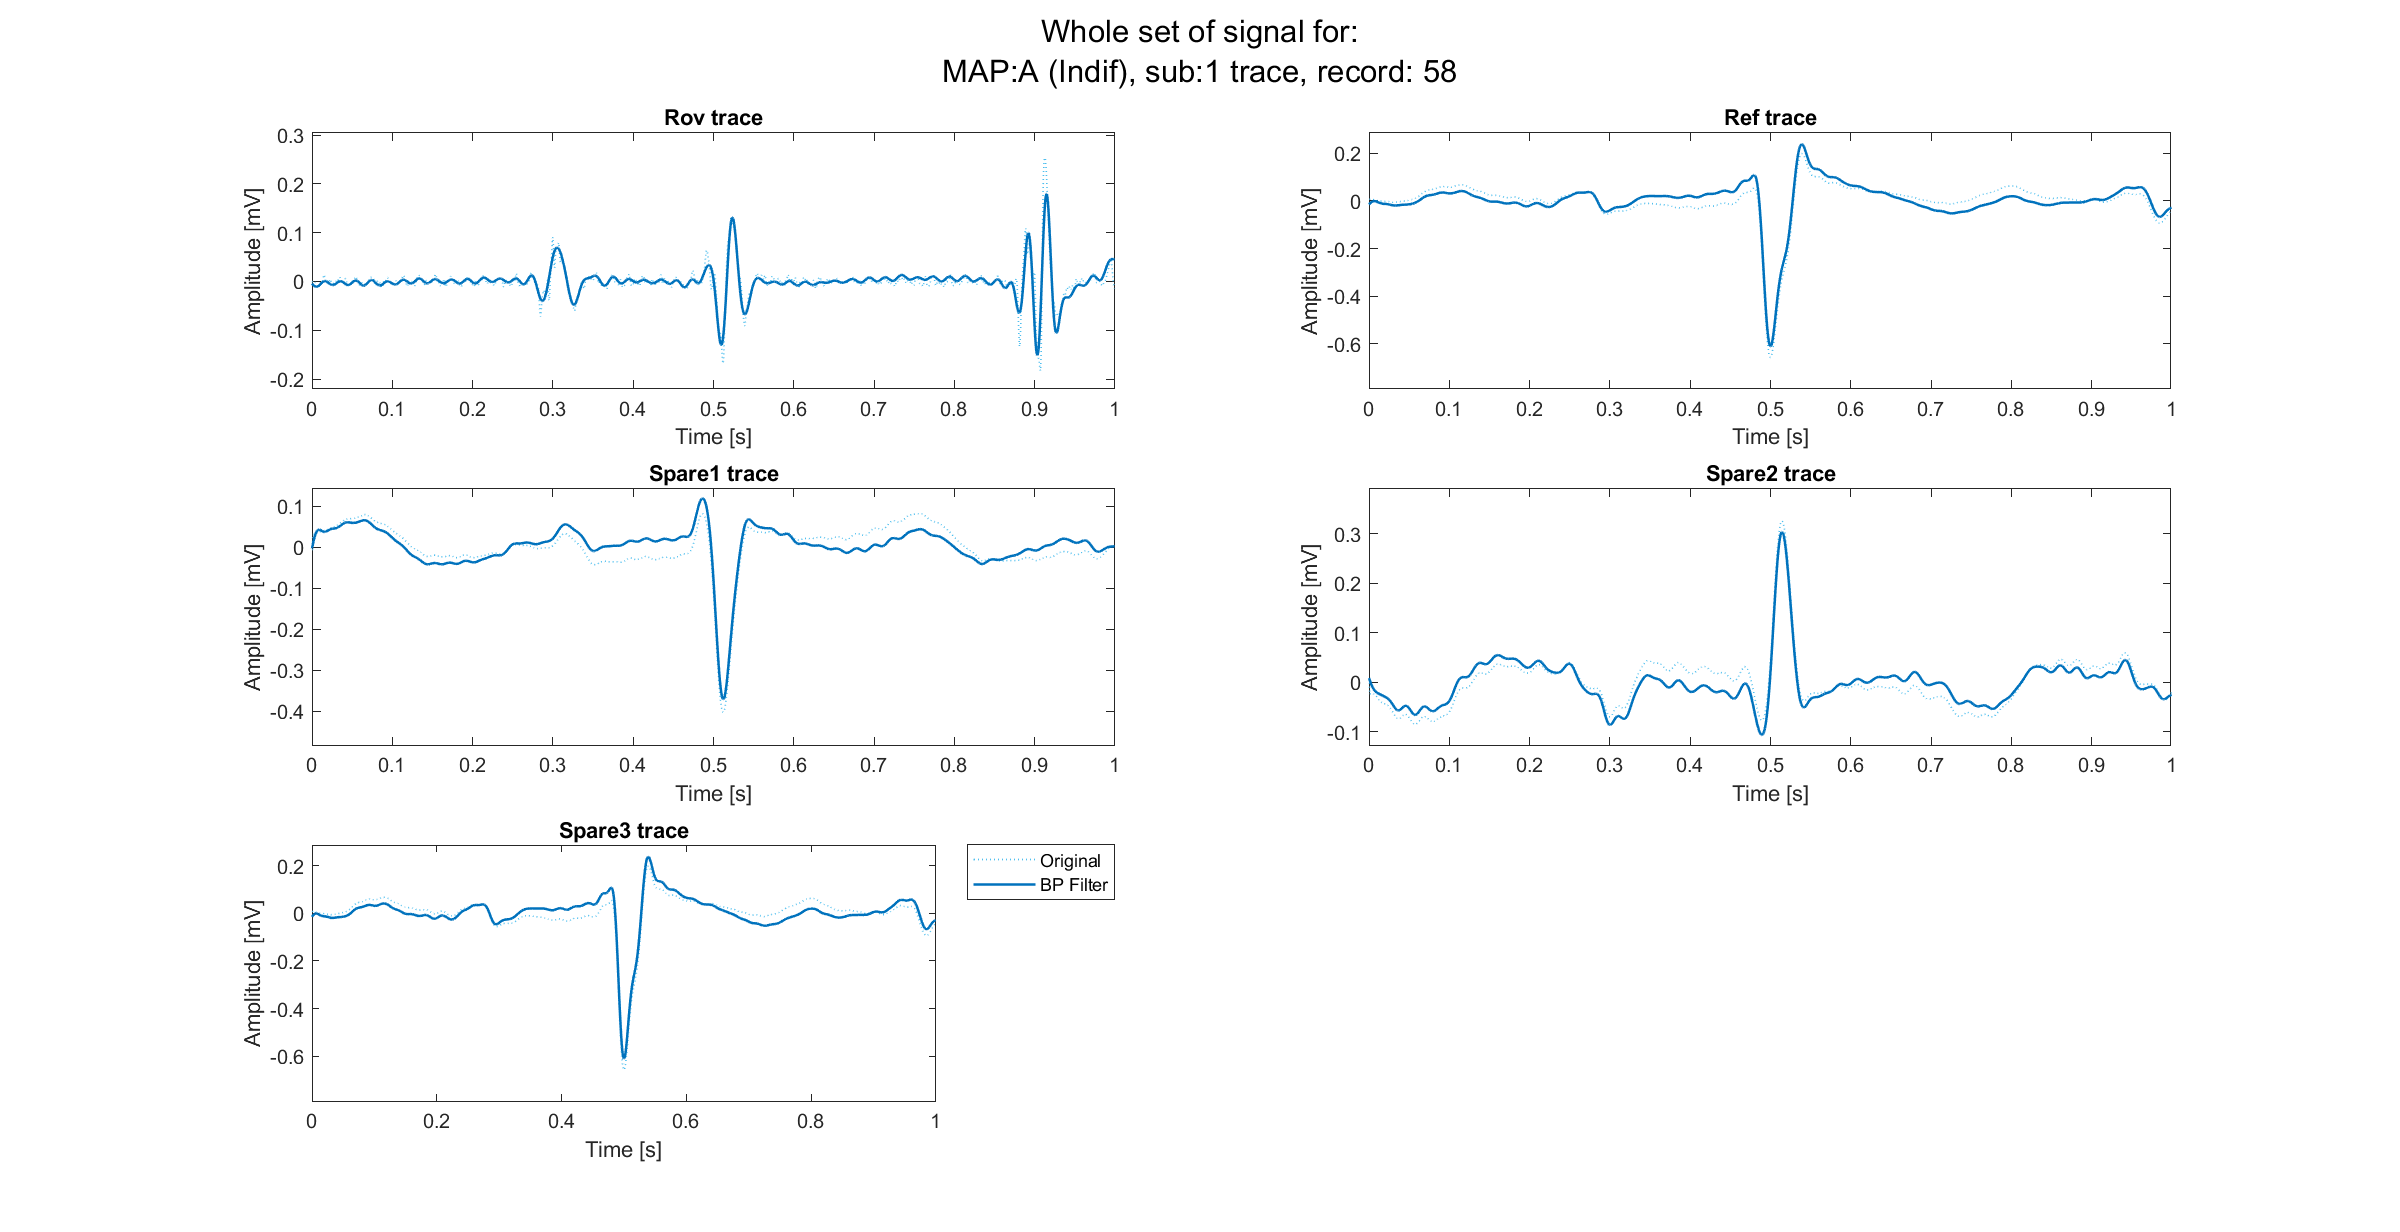 Whole set of signal for:
MAP:A (Indif), sub:1 trace, record: 58
Rov trace
0.3
0.2
0.1
0
-0.1
-0.2
Amplitude [mV]
0 0.1 0.2 0.3 0.4 0.5 0.6 0.7 0.8 0.9 1
Time [s]
Ref trace
0.2
0
-0.2
-0.4
-0.6
Amplitude [mV]
0 0.1 0.2 0.3 0.4 0.5 0.6 0.7 0.8 0.9 1
Time [s]
Spare1 trace
0.1
0
-0.1
-0.2
-0.3
-0.4
Amplitude [mV]
0 0.1 0.2 0.3 0.4 0.5 0.6 0.7 0.8 0.9 1
Time [s]
Spare2 trace
0.3
0.2
0.1
0
-0.1
Amplitude [mV]
0 0.1 0.2 0.3 0.4 0.5 0.6 0.7 0.8 0.9 1
Time [s]
Spare3 trace
0.2
0
-0.2
-0.4
-0.6
Amplitude [mV]
0 0.2 0.4 0.6 0.8 1
Time [s]
Original
BP Filter